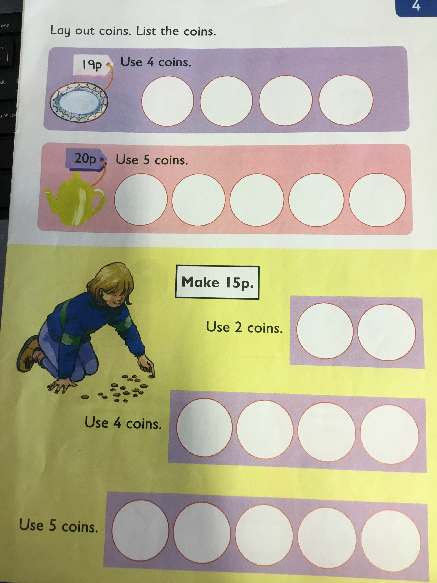 4
Lay out coins. List the coins.
19p Use 4 coins.
20p Use 5 coins.
Make 15p.
Use 2 coins.
Use 4 coins.
Use 5 coins.